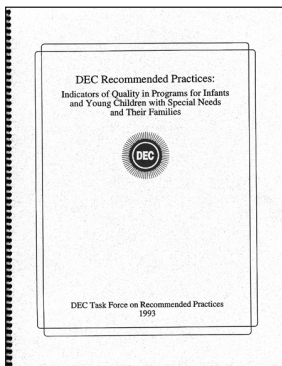 DEC Recommended Practices:
Indicators of Quality in Programs for Infants
and Young Children with Special Needs
and Their Families
DEC
DEC Task Force on Recommended Practices
1993